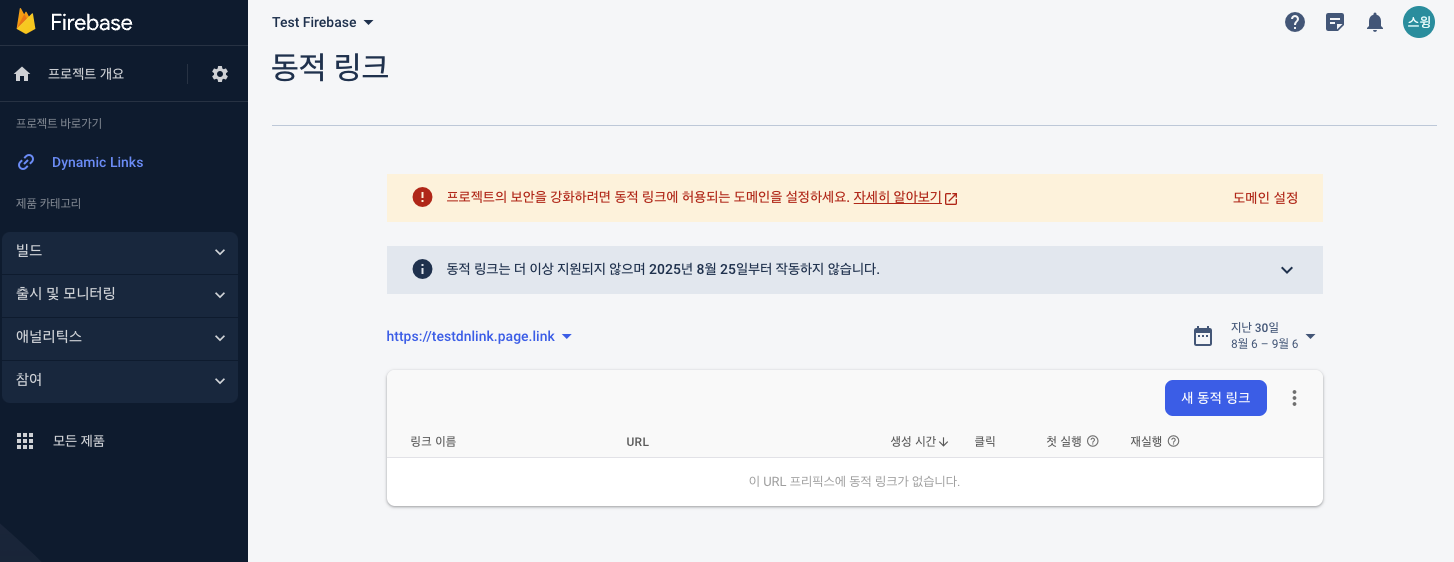 Firebase
Test Firebase
스윙
프로젝트 개요
동적 링크
프로젝트 바로가기
Dynamic Links
제품 카테고리
빌드
출시 및 모니터링
애널리틱스
참여
모든 제품
프로젝트의 보안을 강화하려면 동적 링크에 허용되는 도메인을 설정하세요. 자세히 알아보기
도메인 설정
동적 링크는 더 이상 지원되지 않으며 2025년 8월 25일부터 작동하지 않습니다.
https://testdnlink.page.link
지난 30일
8월 6 – 9월 6
새 동적 링크
링크 이름 URL 생성 시간 클릭 첫 실행 재실행
이 URL 프리픽스에 동적 링크가 없습니다.